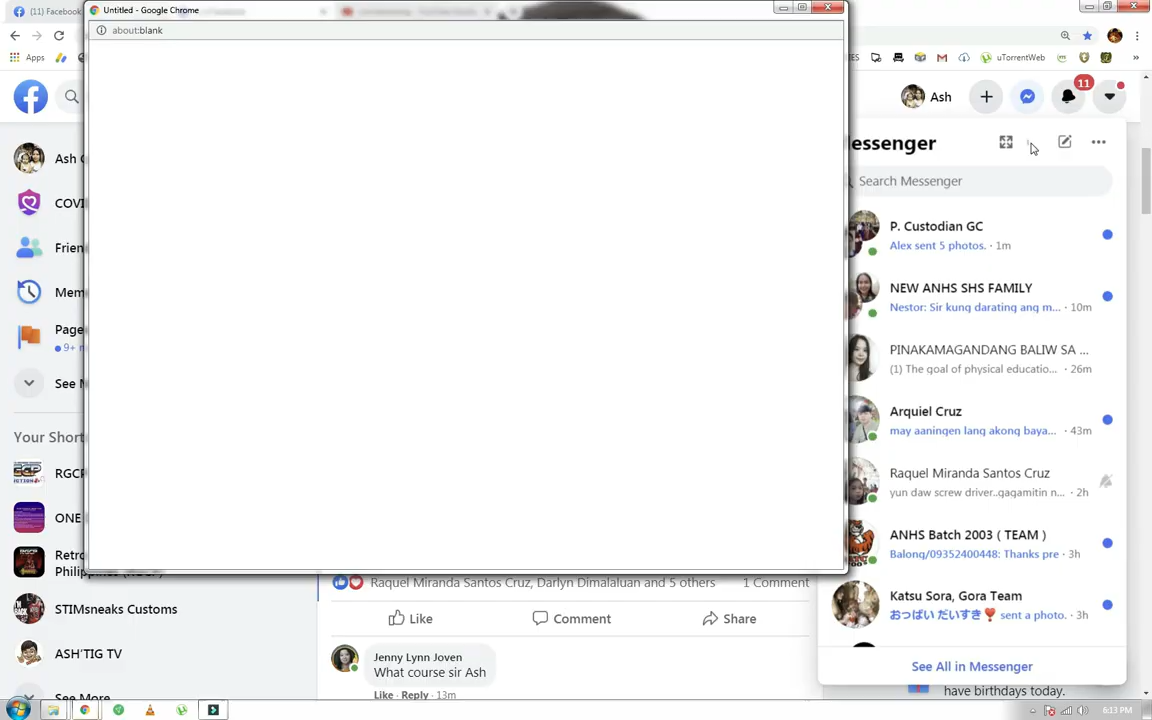 (11) Facebook
Untitled - Google Chrome
about:blank
Apps
uTorrentWeb
Ash
COVI
Frien
Mem
Page
9+
See M
Your Short
RGCP
ONE
Retro
Philippines (RGCP)
STIMsneaks Customs
ASH'TIG TV
See More
Ash
11
essenger
Search Messenger
P. Custodian GC
Alex sent 5 photos. · 1m
NEW ANHS SHS FAMILY
Nestor: Sir kung darating ang m... · 10m
PINAKAMAGANDANG BALIW SA ...
(1) The goal of physical educatio... · 26m
Arquiel Cruz
may aaningen lang akong baya... · 43m
Raquel Miranda Santos Cruz
yun daw screw driver..gagamitin n... · 2h
ANHS Batch 2003 ( TEAM )
Balong/09352400448: Thanks pre · 3h
Katsu Sora, Gora Team
おっぱい だいすき❣ sent a photo. · 3h
See All in Messenger
have birthdays today.
Raquel Miranda Santos Cruz, Darlyn Dimalaluan and 5 others
1 Comment
Like
Comment
Share
Jenny Lynn Joven
What course sir Ash
Like · Reply · 13m
6:13 PM